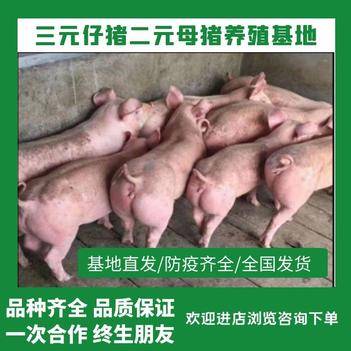 三元仔猪二元母猪养殖基地
基地直发/防疫齐全/全国发货
品种齐全 品质保证
一次合作 终生朋友
欢迎进店浏览咨询下单